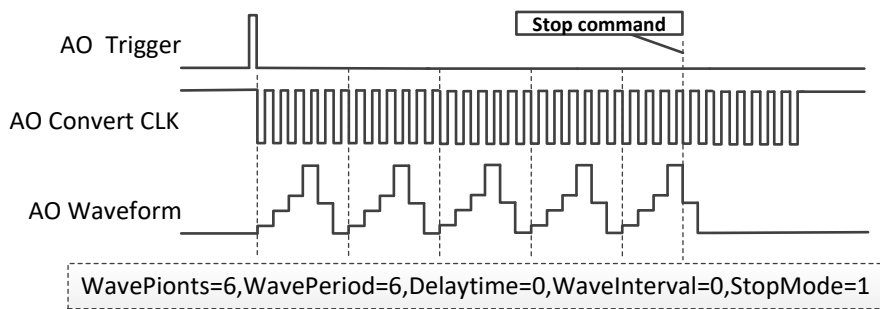 Stop command
AO Trigger
AO Convert CLK
AO Waveform
WavePionts=6,WavePeriod=6,Delaytime=0,WaveInterval=0,StopMode=1